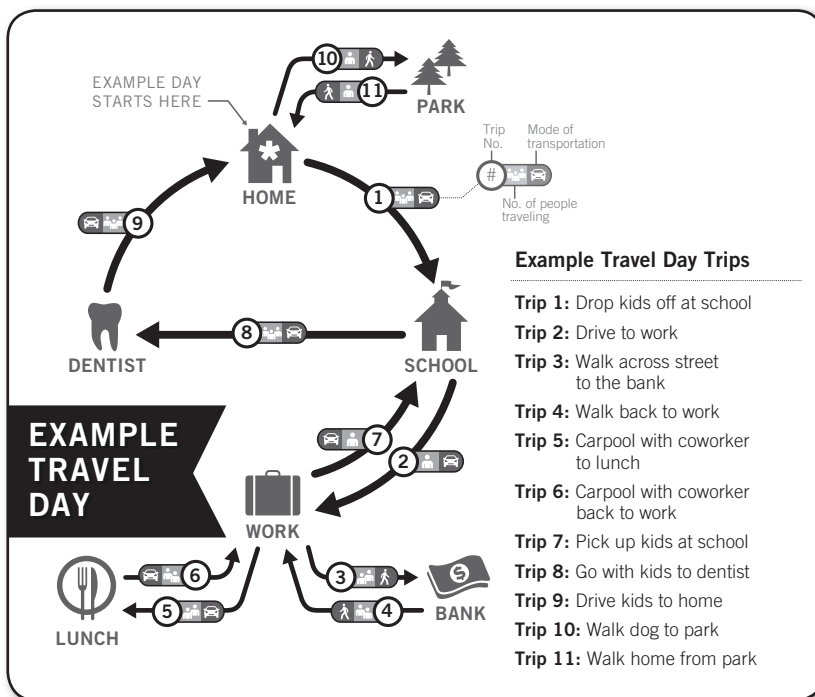 EXAMPLE DAY
STARTS HERE
10
11
PARK
HOME
1
Trip
No.
Mode of
transportation
#
No. of people
traveling
9
DENTIST
8
SCHOOL
7
2
EXAMPLE
TRAVEL
DAY
WORK
6
5
LUNCH
3
4
$
BANK
Example Travel Day Trips
Trip 1: Drop kids off at school
Trip 2: Drive to work
Trip 3: Walk across street
to the bank
Trip 4: Walk back to work
Trip 5: Carpool with coworker
to lunch
Trip 6: Carpool with coworker
back to work
Trip 7: Pick up kids at school
Trip 8: Go with kids to dentist
Trip 9: Drive kids to home
Trip 10: Walk dog to park
Trip 11: Walk home from park